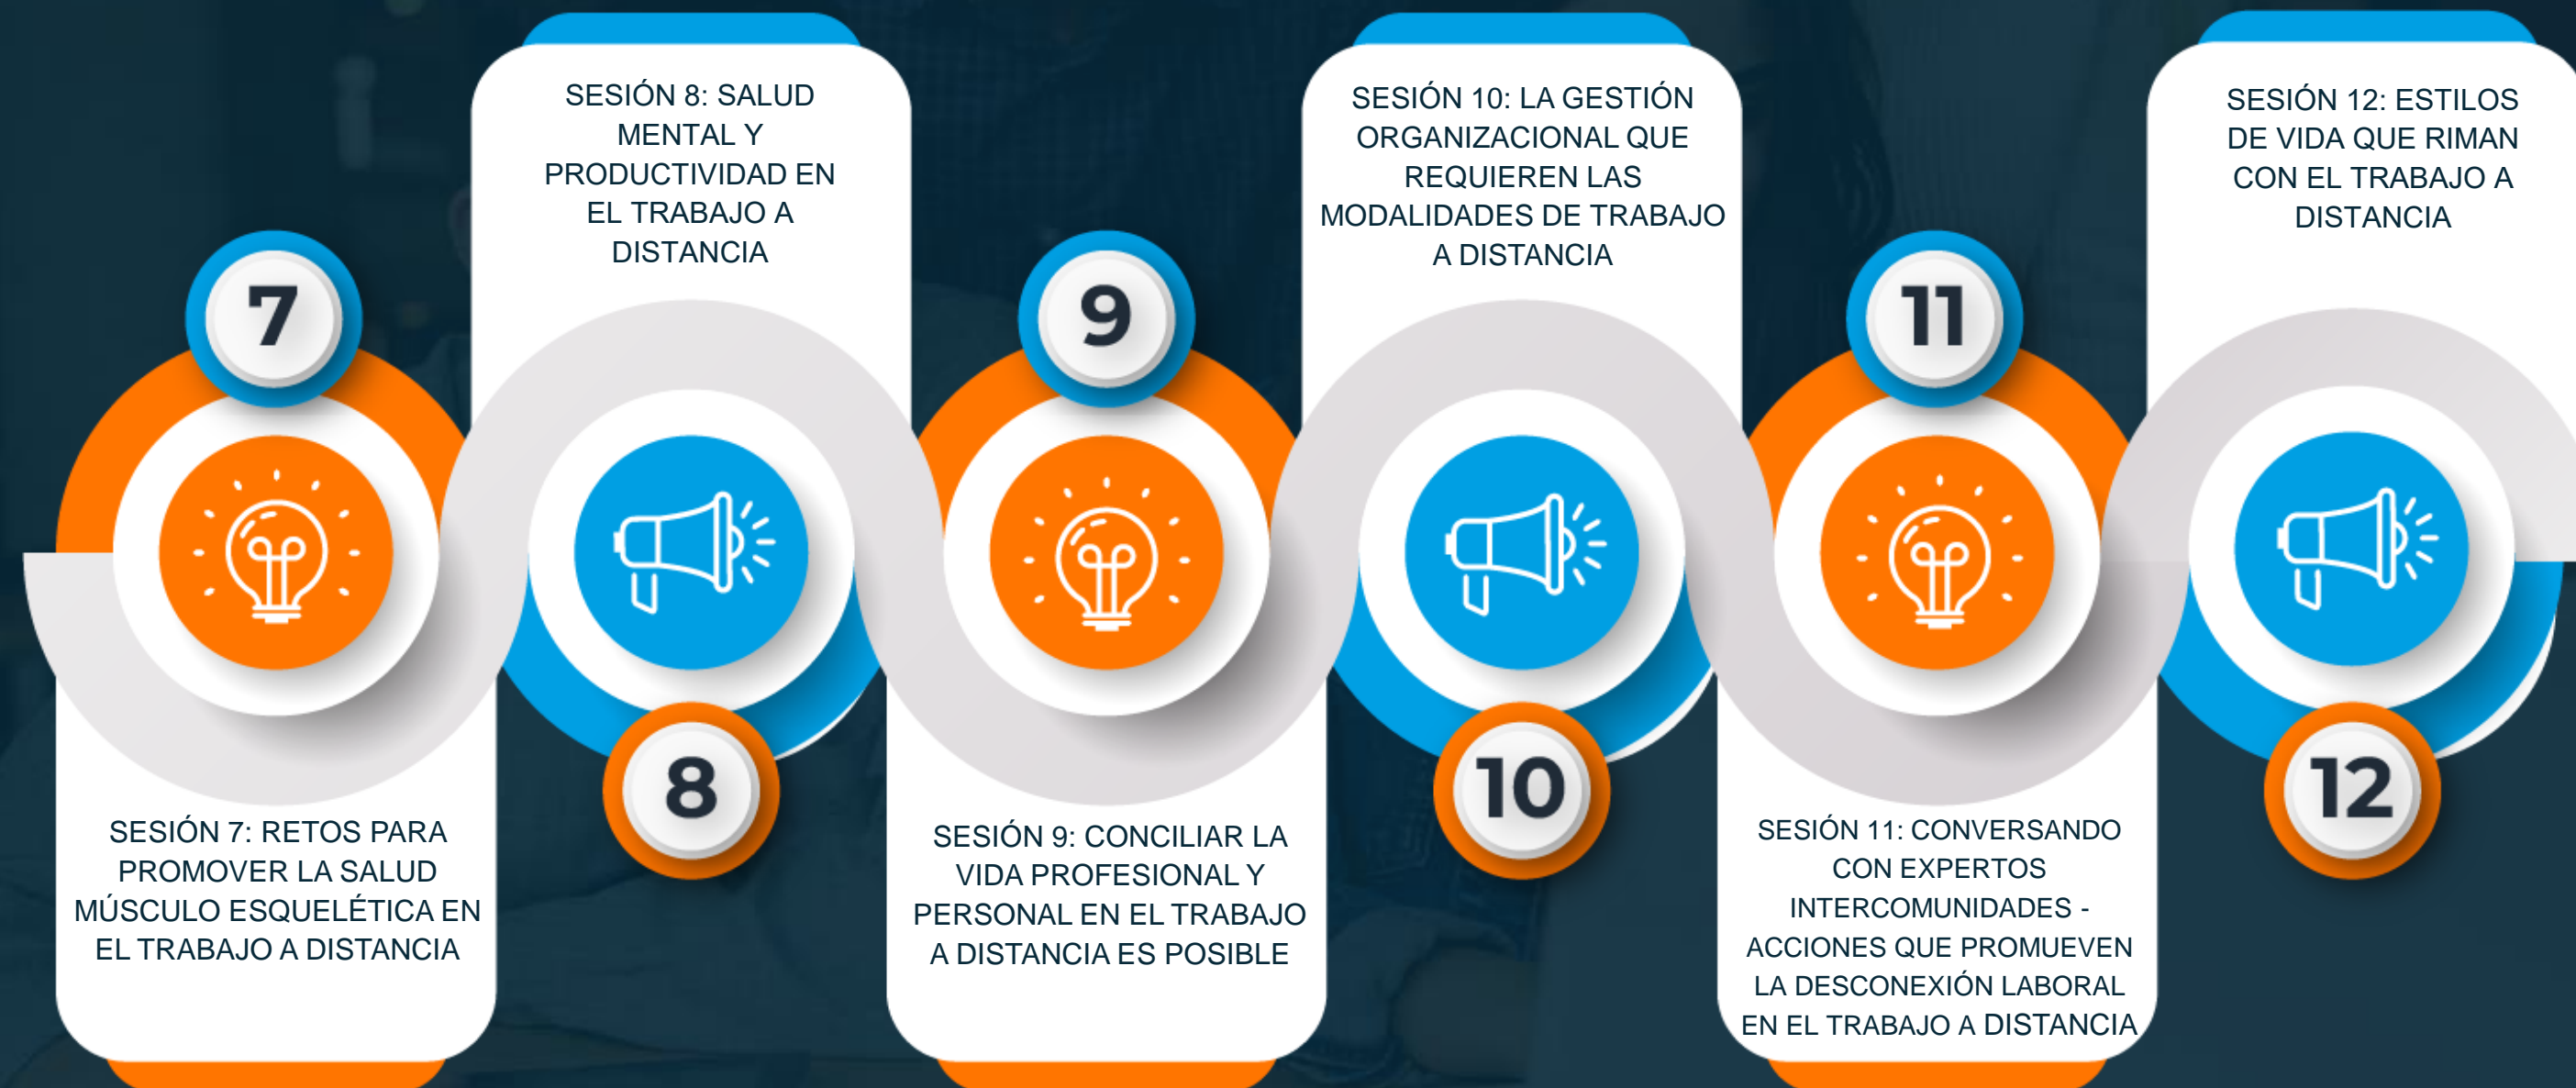 7
SESIÓN 7: RETOS PARA
PROMOVER LA SALUD
MÚSCULO ESQUELÉTICA EN
EL TRABAJO A DISTANCIA
SESIÓN 8: SALUD
MENTAL Y
PRODUCTIVIDAD EN
EL TRABAJO A
DISTANCIA
8
9
SESIÓN 9: CONCILIAR LA
VIDA PROFESIONAL Y
PERSONAL EN EL TRABAJO
A DISTANCIA ES POSIBLE
SESIÓN 10: LA GESTIÓN
ORGANIZACIONAL QUE
REQUIEREN LAS
MODALIDADES DE TRABAJO
A DISTANCIA
10
11
SESIÓN 11: CONVERSANDO
CON EXPERTOS
INTERCOMUNIDADES -
ACCIONES QUE PROMUEVEN
LA DESCONEXIÓN LABORAL
EN EL TRABAJO A DISTANCIA
SESIÓN 12: ESTILOS
DE VIDA QUE RIMAN
CON EL TRABAJO A
DISTANCIA
12